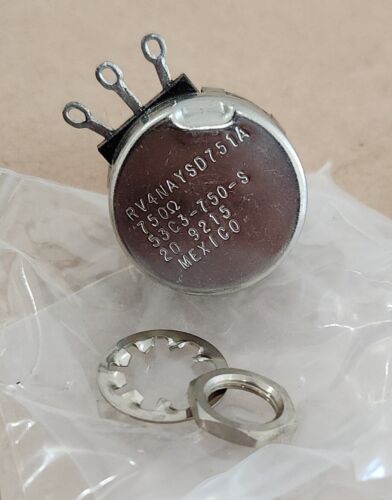 RV4NAYSD751A
750Ω
53C3-750-S
20 9215
MEXICO